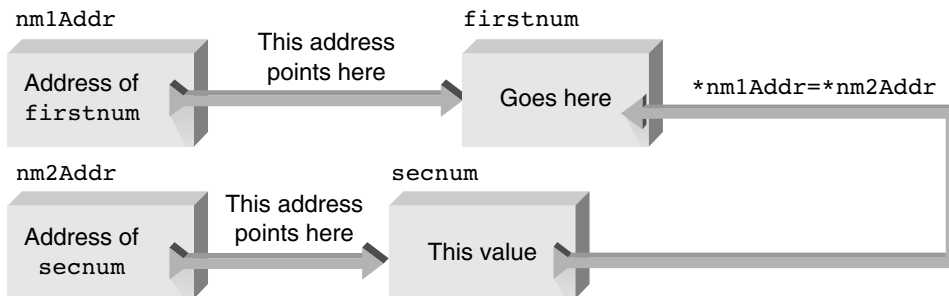 nm1Addr
firstnum
This address
points here
Address of
firstnum
Goes here
*nm1Addr=*nm2Addr
nm2Addr
secnum
This address
points here
Address of
secnum
This value